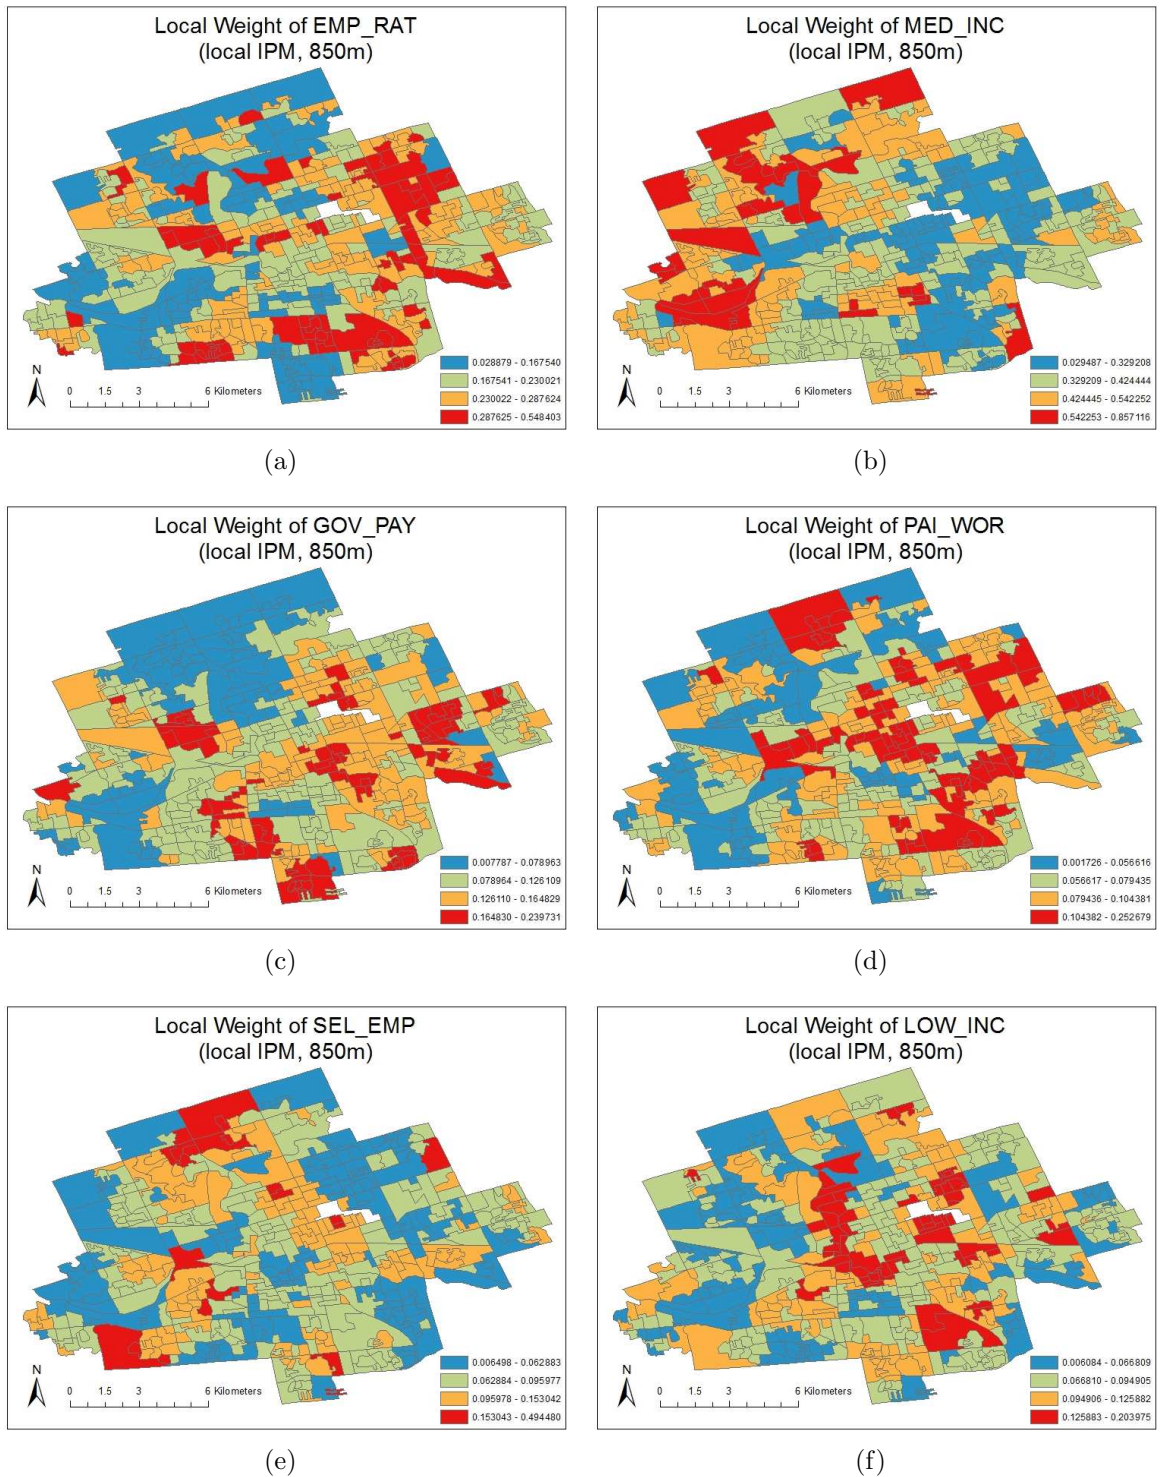 Local Weight of EMP_RAT
(local IPM, 850m)
N
0 1.5 3 6 Kilometers
0.028879 - 0.167540
0.167541 - 0.230021
0.230022 - 0.287624
0.287625 - 0.548403
(a)
Local Weight of MED_INC
(local IPM, 850m)
N
0 1.5 3 6 Kilometers
0.029487 - 0.329208
0.329209 - 0.424444
0.424445 - 0.542252
0.542253 - 0.857116
(b)
Local Weight of GOV_PAY
(local IPM, 850m)
N
0 1.5 3 6 Kilometers
0.007787 - 0.078963
0.078964 - 0.126109
0.126110 - 0.164829
0.164830 - 0.239731
(c)
Local Weight of PAI_WOR
(local IPM, 850m)
N
0 1.5 3 6 Kilometers
0.001726 - 0.056616
0.056617 - 0.079435
0.079436 - 0.104381
0.104382 - 0.252679
(d)
Local Weight of SEL_EMP
(local IPM, 850m)
N
0 1.5 3 6 Kilometers
0.006498 - 0.062883
0.062884 - 0.095977
0.095978 - 0.153042
0.153043 - 0.494480
(e)
Local Weight of LOW_INC
(local IPM, 850m)
N
0 1.5 3 6 Kilometers
0.006084 - 0.066809
0.066810 - 0.094905
0.094906 - 0.125882
0.125883 - 0.203975
(f)